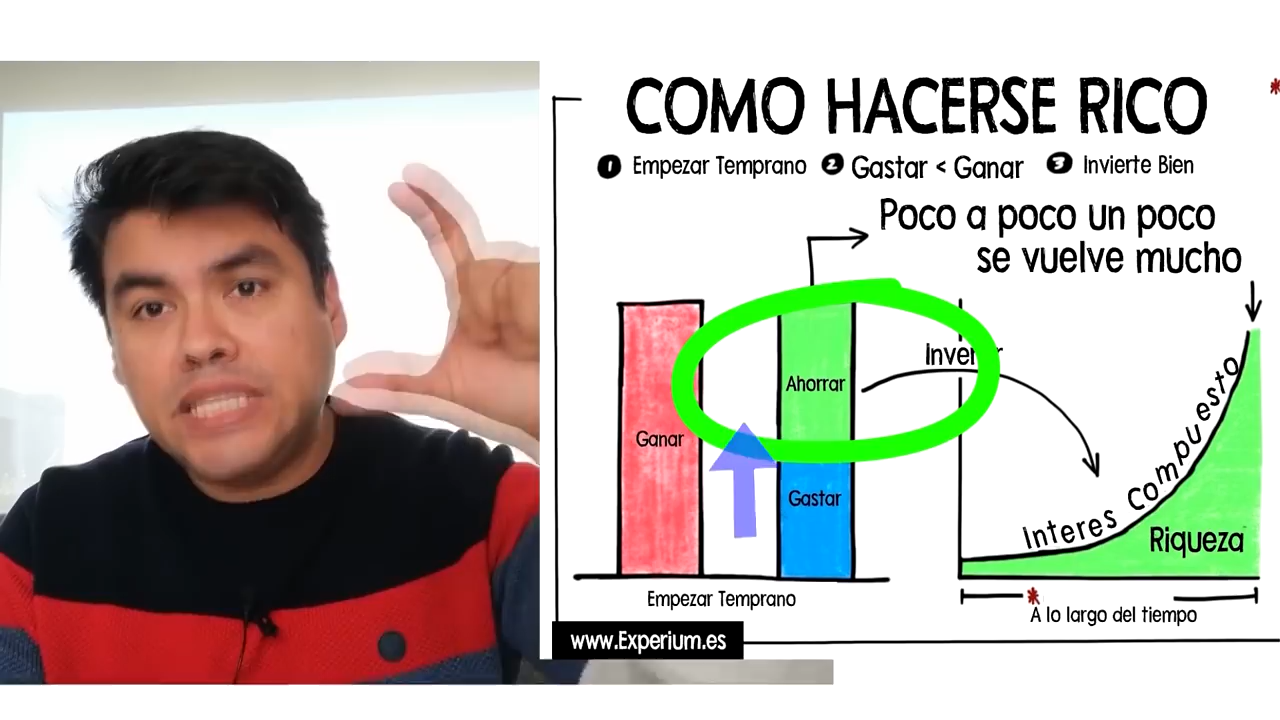 COMO HACERSE RICO
1 Empezar Temprano 2 Gastar < Ganar 3 Invierte Bien
Poco a poco un poco
se vuelve mucho
Ganar
Ahorrar
Gastar
Empezar Temprano
Invertir
Interes Compuesto
Riqueza
*
A lo largo del tiempo
www.Experium.es